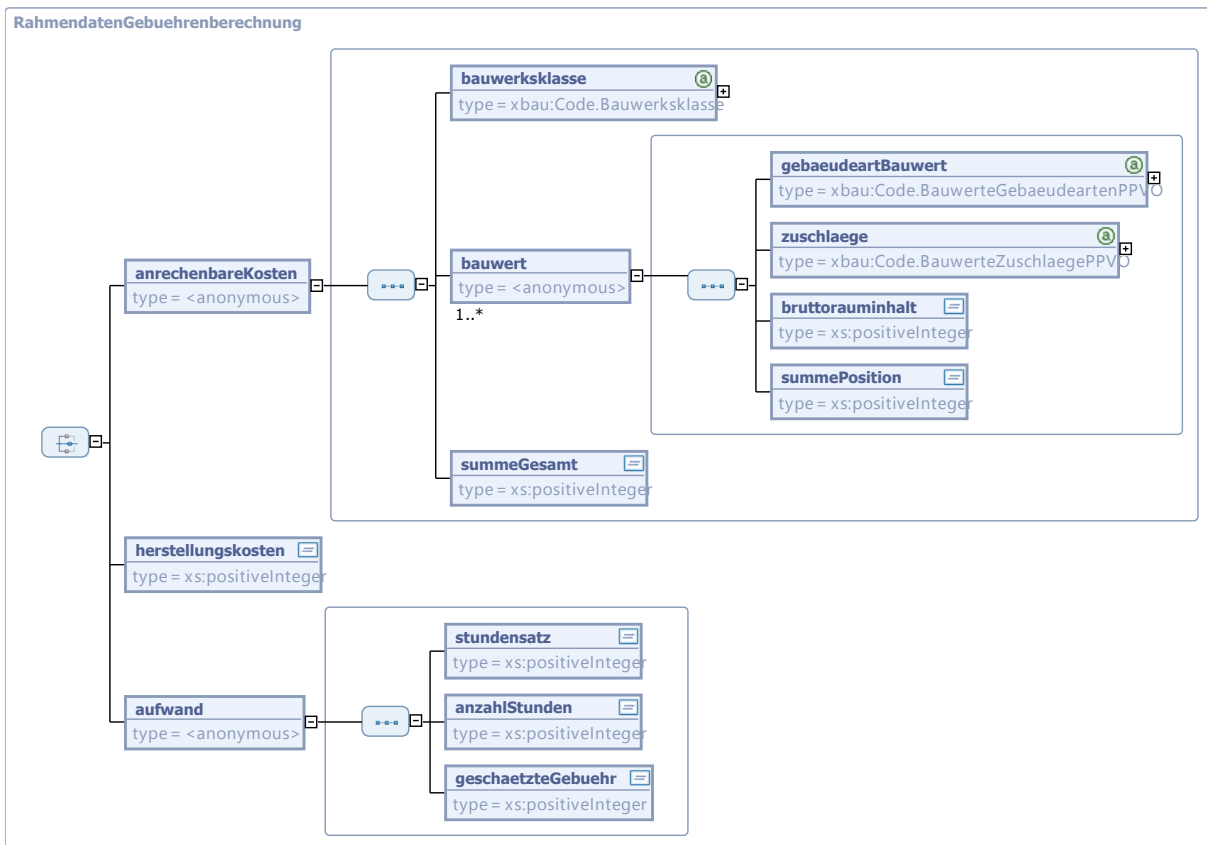 RahmendatenGebuehrenberechnung
bauwerksklasse
type = xbau:Code.Bauwerksklasse
gebaeudeartBauwert
type = xbau:Code.BauwerteGebaeudeartenPPVO
zuschlaege
type = xbau:Code.BauwerteZuschlaegePPVO
anrechenbareKosten
type = <anonymous>
bauwert
type = <anonymous>
1..*
bruttorauminhalt
type = xs:positiveInteger
summePosition
type = xs:positiveInteger
summeGesamt
type = xs:positiveInteger
herstellungskosten
type = xs:positiveInteger
stundensatz
type = xs:positiveInteger
aufwand
type = <anonymous>
anzahlStunden
type = xs:positiveInteger
geschaetzteGebuehr
type = xs:positiveInteger